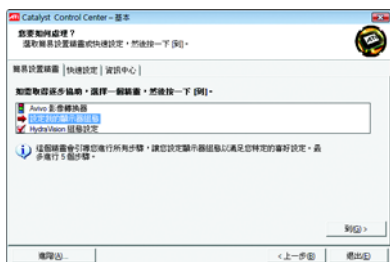 Catalyst Control Center – 基本
您要如何處理？
選取簡易設置精靈或快速設定，然後按一下 [到]。
簡易設置精靈 | 快速設定 | 資訊中心
如需取得逐步協助，選擇一個精靈，然後按一下 [到]。
Avivo 影像轉換器
設定我的顯示器組態
HydraVision 組態設定
這個精靈會引導您進行所有步驟，讓您設定顯示器組態以滿足您特定的喜好設定。最
多進行 5 個步驟。
到(G) >
進階(A)...
< 上一步(B)
退出(E)